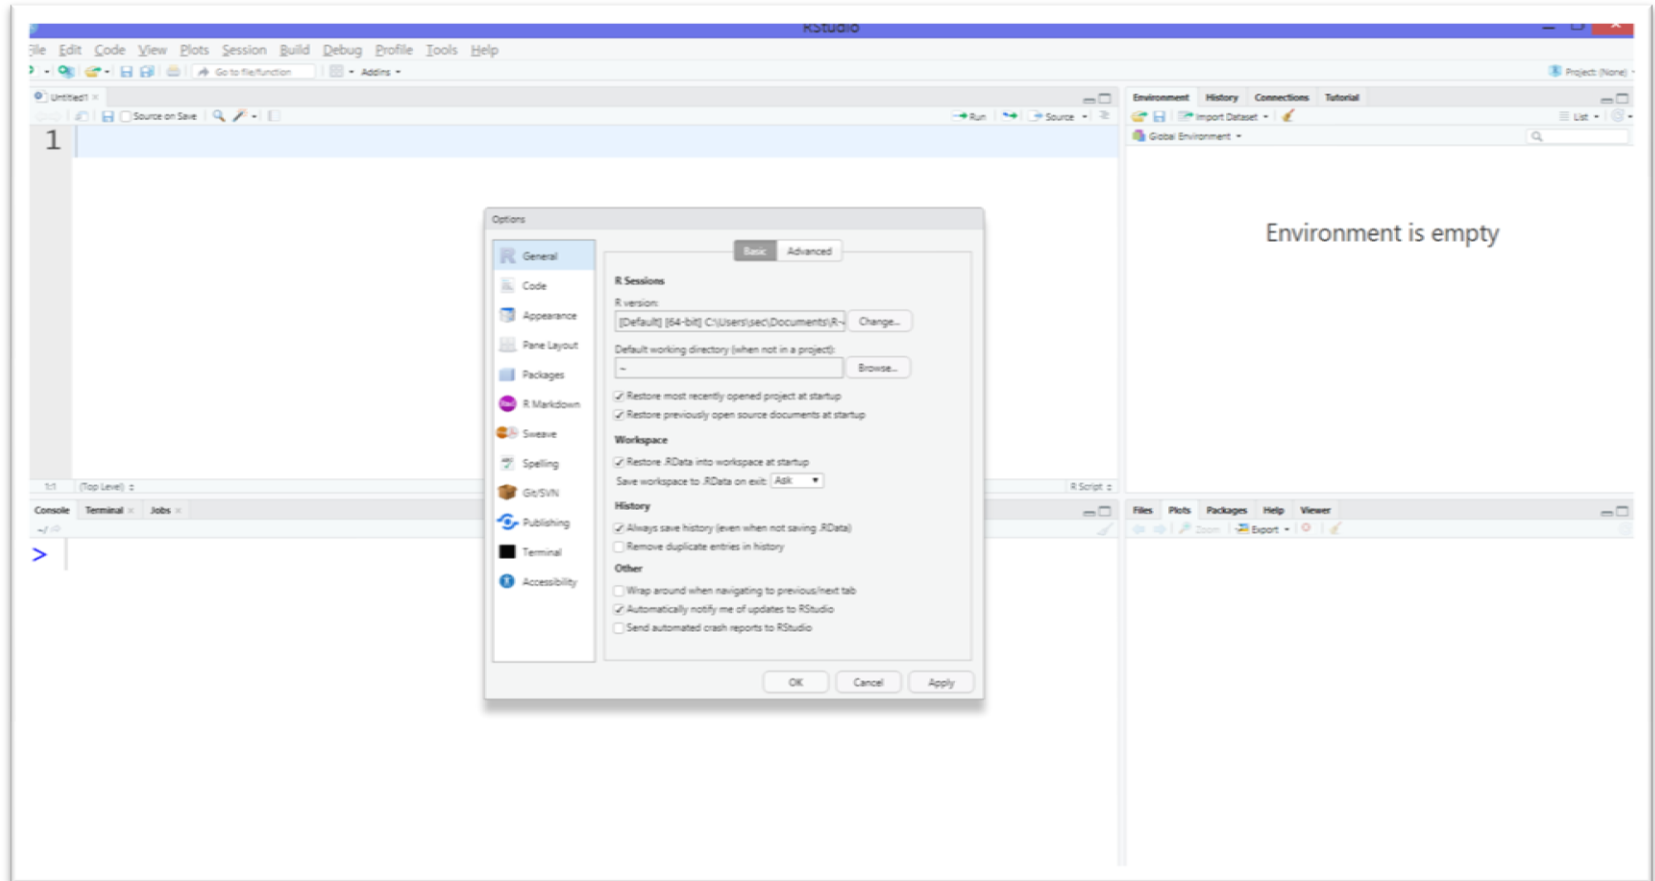 RStudio
File Edit Code View Plots Session Build Debug Profile Tools Help
Go to file/function Addins Project: (None)
Untitled1
Source on Save Run Source
1
1:1 (Top Level) R Script
Console Terminal Jobs
~/
>
Environment History Connections Tutorial
Import Dataset List
Global Environment
Environment is empty
Files Plots Packages Help Viewer
Zoom Export
Options
General
Code
Appearance
Pane Layout
Packages
R Markdown
Sweave
Spelling
Git/SVN
Publishing
Terminal
Accessibility
Basic Advanced
R Sessions
R version:
[Default] [64-bit] C:\Users\sec\Documents\R-
Change...
Default working directory (when not in a project):
~
Browse...
Restore most recently opened project at startup
Restore previously open source documents at startup
Workspace
Restore .RData into workspace at startup
Save workspace to .RData on exit: Ask
History
Always save history (even when not saving .RData)
Remove duplicate entries in history
Other
Wrap around when navigating to previous/next tab
Automatically notify me of updates to RStudio
Send automated crash reports to RStudio
OK Cancel Apply